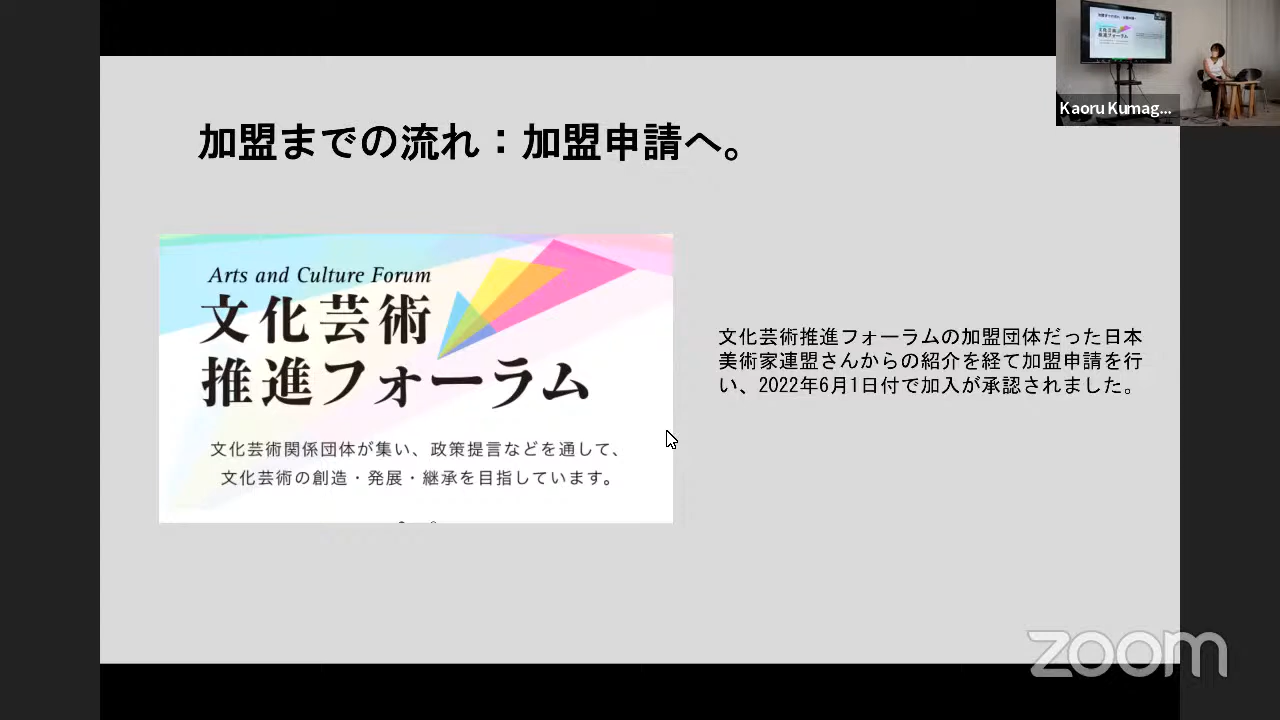 加盟までの流れ：加盟申請へ。
Kaoru Kumag...
Arts and Culture Forum
文化芸術
推進フォーラム
文化芸術関係団体が集い、政策提言などを通して、
文化芸術の創造・発展・継承を目指しています。
文化芸術推進フォーラムの加盟団体だった日本
美術家連盟さんからの紹介を経て加盟申請を行
い、2022年6月1日付で加入が承認されました。
zoom